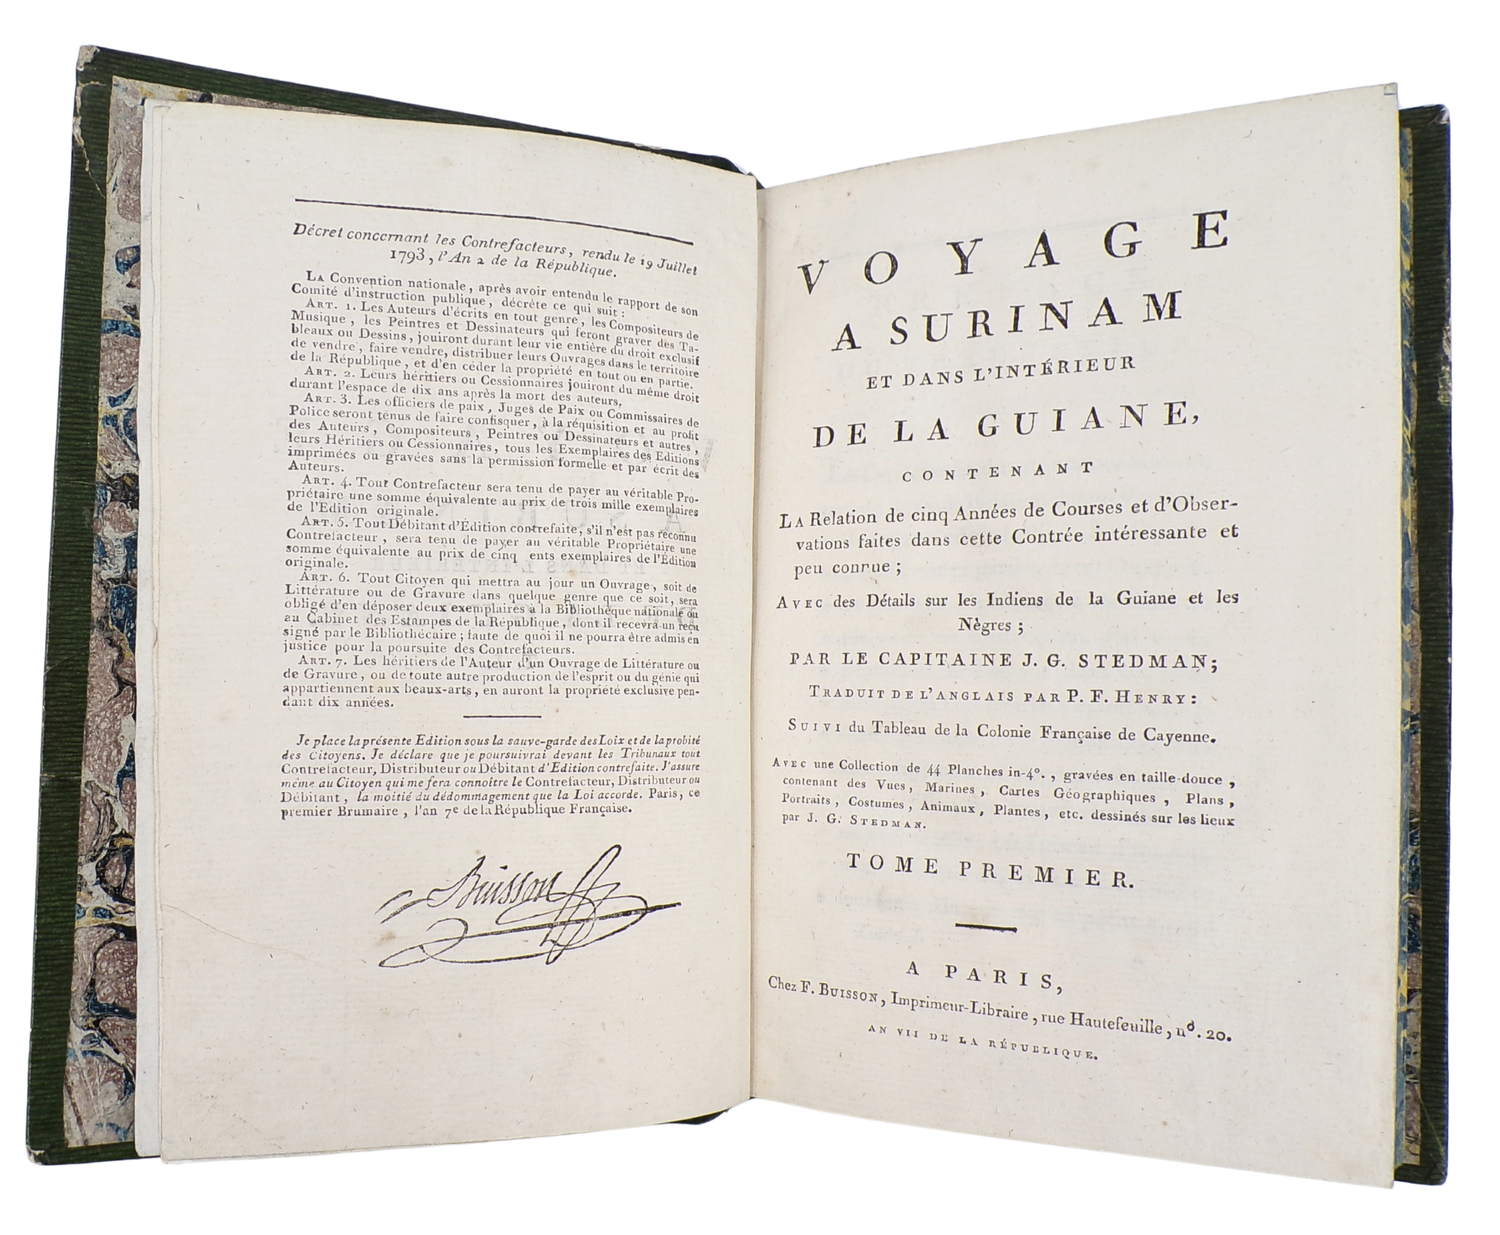 Décret concernant les Contrefacteurs, rendu le 19 Juillet
1793, l'An 2 de la République.
LA Convention nationale, après avoir entendu le rapport de son
Comité d'instruction publique, décrète ce qui suit:
ART. 1. Les Auteurs d'écrits en tout genre, les Compositeurs de
Musique, les Peintres et Dessinateurs qui feront graver des Ta-
bleaux ou Dessins, jouiront durant leur vie entière du droit exclusif
de vendre, faire vendre, distribuer leurs Ouvrages dans le territoire
de la République, et d'en céder la propriété en tout ou en partie.
ART. 2. Leurs héritiers ou Cessionnaires jouiront du même droit
durant l'espace de dix ans après la mort des auteurs,
ART. 3. Les officiers de paix, Juges de Paix ou Commissaires de
Police seront tenus de faire confisquer, à la réquisition et au profit
des Auteurs, Compositeurs, Peintres ou Dessinateurs et autres,
leurs Héritiers ou Cessionnaires, tous les Exemplaires des Editions
imprimées ou gravées sans la permission formelle et par écrit des
Auteurs.
ART. 4. Tout Contrefacteur sera tenu de payer au véritable Pro-
priétaire une somme équivalente au prix de trois mille exemplaires
de l'Edition originale.
ART. 5. Tout Débitant d'Édition contrefaite, s'il n'est pas reconnu
Contrefacteur, sera tenu de payer au véritable Propriétaire une
somme équivalente au prix de cinq ents exemplaires de l'Édition
originale.
ART. 6. Tout Citoyen qui mettra au jour un Ouvrage, soit de
Littérature ou de Gravure dans quelque genre que ce soit, sera
obligé d'en déposer deux exemplaires à la Bibliothèque nationale ou
au Cabinet des Estampes de la République, dont il recevra un reçu
signé par le Bibliothécaire; faute de quoi il ne pourra être admis en
justice pour la poursuite des Contrefacteurs.
ART. 7. Les héritiers de l'Auteur d'un Ouvrage de Littérature ou
de Gravure, ou de toute autre production de l'esprit ou du génie qui
appartiennent aux beaux-arts, en auront la propriété exclusive pen-
dant dix années.
Je place la présente Edition sous la sauve-garde des Loix et de la probité
des Citoyens. Je déclare que je poursuivrai devant les Tribunaux tout
Contrefacteur, Distributeur ou Débitant d'Edition contrefaite. J'assure
même au Citoyen qui me fera connoître le Contrefacteur, Distributeur ou
Débitant, la moitié du dédommagement que la Loi accorde. Paris, ce
premier Brumaire, l'an 7e de la République Française.
Buisson
VOYAGE
A SURINAM
ET DANS L'INTÉRIEUR
DE LA GUIANE,
CONTENANT
LA Relation de cinq Années de Courses et d'Obser-
vations faites dans cette Contrée intéressante et
peu connue;
AVEC des Détails sur les Indiens de la Guiane et les
Nègres;
PAR LE CAPITAINE J. G. STEDMAN;
TRADUIT DE L'ANGLAIS PAR P. F. HENRY:
SUIVI du Tableau de la Colonie Française de Cayenne.
AVEC une Collection de 44 Planches in-4°., gravées en taille-douce,
contenant des Vues, Marines, Cartes Géographiques, Plans,
Portraits, Costumes, Animaux, Plantes, etc. dessinés sur les lieux
par J. G. STEDMAN.
TOME PREMIER.
A PARIS,
Chez F. BUISSON, Imprimeur-Libraire, rue Hautefeuille, no. 20.
AN VII DE LA RÉPUBLIQUE.